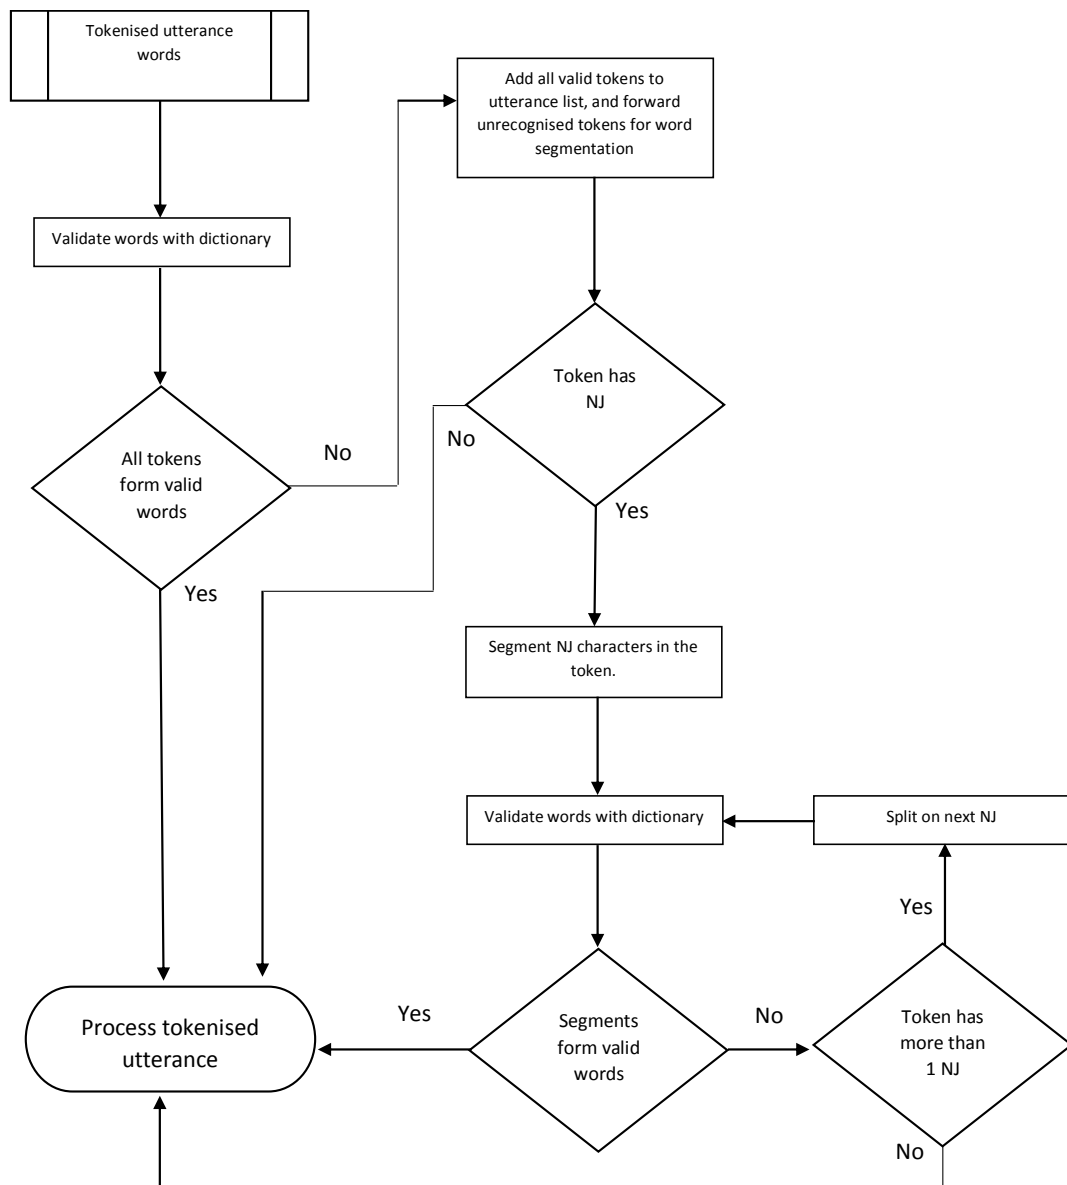 Tokenised utterance
words
Add all valid tokens to
utterance list, and forward
unrecognised tokens for word
segmentation
Validate words with dictionary
Token has
NJ
No
All tokens
form valid
words
No
Yes
Yes
Segment NJ characters in the
token.
Validate words with dictionary
Split on next NJ
Yes
Process tokenised
utterance
Yes
Segments
form valid
words
No
Token has
more than
1 NJ
No